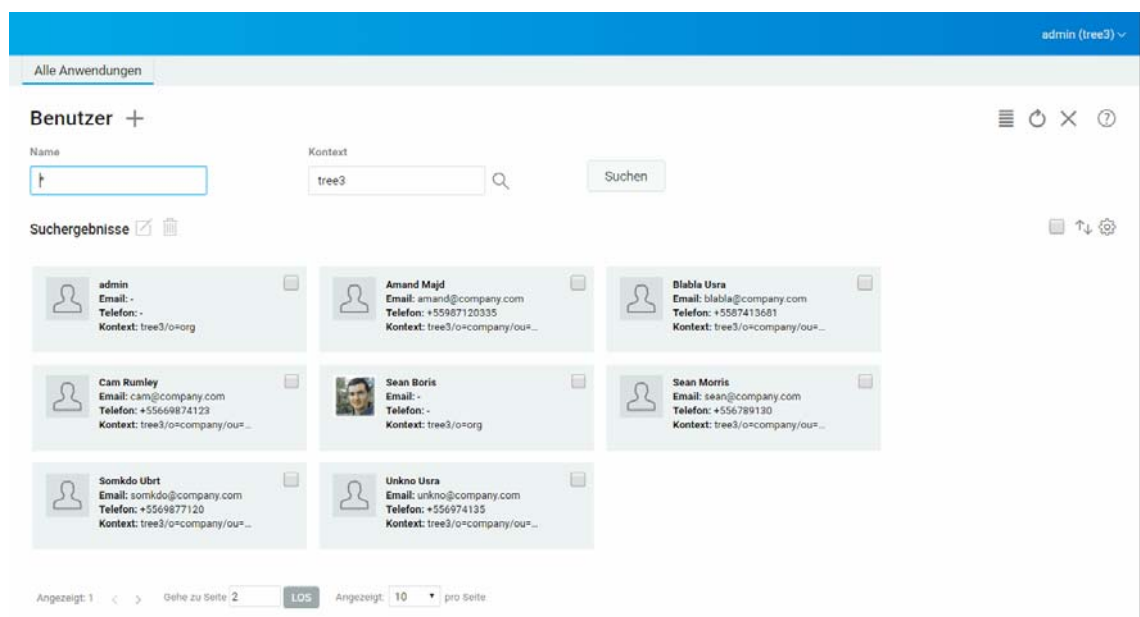 admin (tree3)
Alle Anwendungen
Benutzer
Name
Kontext
*
tree3
Suchen
Suchergebnisse
admin
Email: -
Telefon: -
Kontext: tree3/o=org
Amand Majd
Email: amand@company.com
Telefon: +55987120335
Kontext: tree3/o=company/ou=...
Blabla Usra
Email: blabla@company.com
Telefon: +5587413681
Kontext: tree3/o=company/ou=...
Cam Rumley
Email: cam@company.com
Telefon: +55669874123
Kontext: tree3/o=company/ou=...
Sean Boris
Email: -
Telefon: -
Kontext: tree3/o=org
Sean Morris
Email: sean@company.com
Telefon: +556789130
Kontext: tree3/o=company/ou=...
Somkdo Ubrt
Email: somkdo@company.com
Telefon: +5569877120
Kontext: tree3/o=company/ou=...
Unkno Usra
Email: unkno@company.com
Telefon: +556974135
Kontext: tree3/o=company/ou=...
Angezeigt: 1 < > Gehe zu Seite 2 LOS Angezeigt: 10 pro Seite